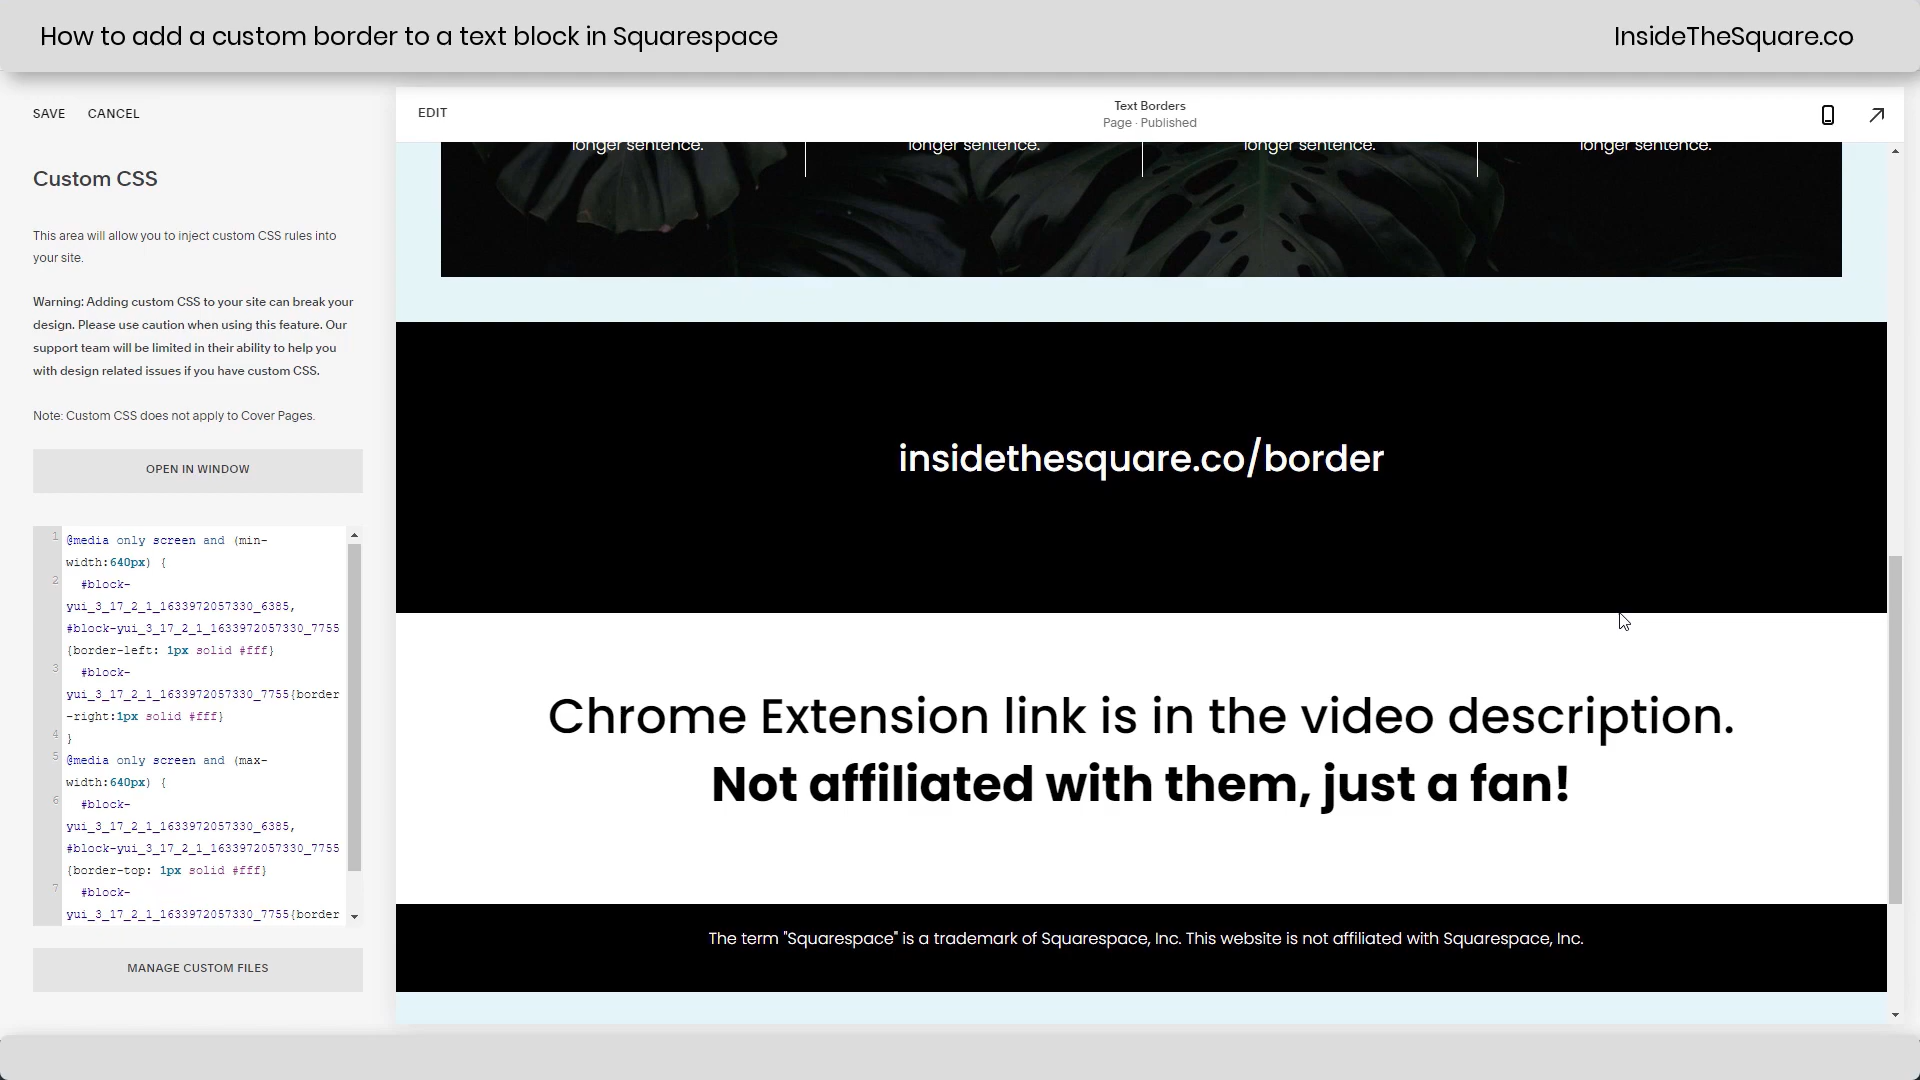 How to add a custom border to a text block in Squarespace
InsideTheSquare.co
SAVE CANCEL
EDIT
Text Borders
Page · Published
Custom CSS
This area will allow you to inject custom CSS rules into
your site.
Warning: Adding custom CSS to your site can break your
design. Please use caution when using this feature. Our
support team will be limited in their ability to help you
with design related issues if you have custom CSS.
Note: Custom CSS does not apply to Cover Pages.
OPEN IN WINDOW
1 @media only screen and (min-
width:640px) {
2 #block-
yui_3_17_2_1_1633972057330_6385,
#block-yui_3_17_2_1_1633972057330_7755
{border-left: 1px solid #fff}
3 #block-
yui_3_17_2_1_1633972057330_7755{border
-right:1px solid #fff}
4 }
5 @media only screen and (max-
width:640px) {
6 #block-
yui_3_17_2_1_1633972057330_6385,
#block-yui_3_17_2_1_1633972057330_7755
{border-top: 1px solid #fff}
7 #block-
yui_3_17_2_1_1633972057330_7755{border
MANAGE CUSTOM FILES
longer sentence. longer sentence. longer sentence. longer sentence.
insidethesquare.co/border
Chrome Extension link is in the video description.
Not affiliated with them, just a fan!
The term "Squarespace" is a trademark of Squarespace, Inc. This website is not affiliated with Squarespace, Inc.